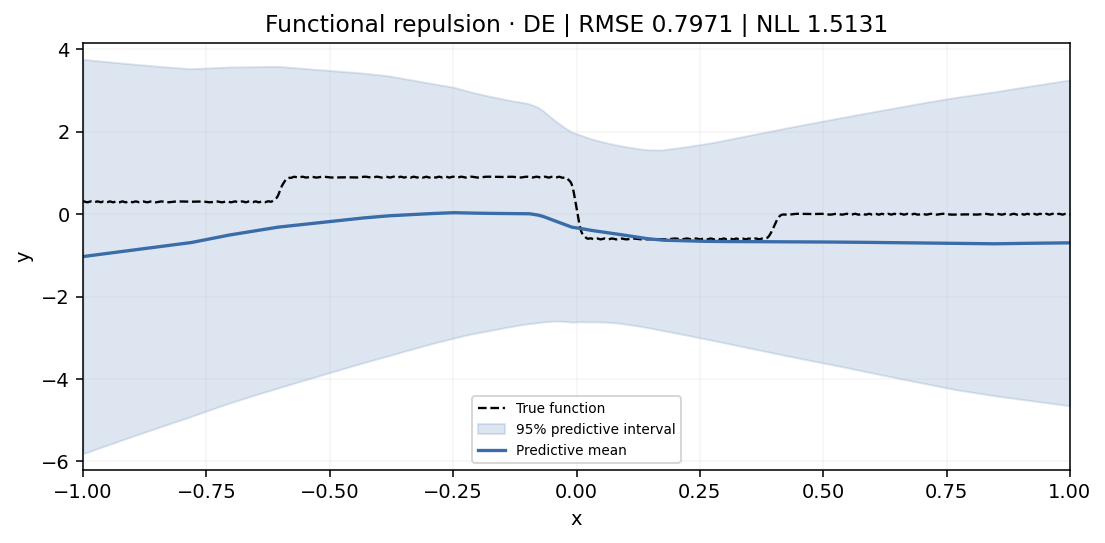 Functional repulsion · DE | RMSE 0.7971 | NLL 1.5131
y
4
2
0
−2
−4
−6
True function
95% predictive interval
Predictive mean
−1.00 −0.75 −0.50 −0.25 0.00 0.25 0.50 0.75 1.00
x